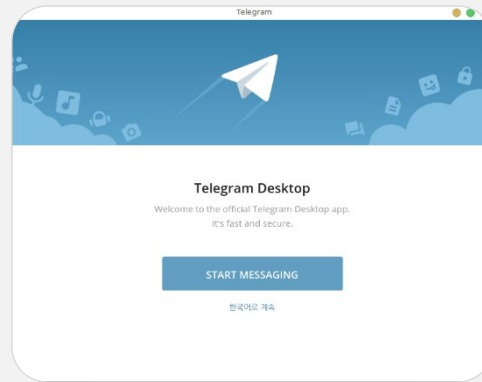 Telegram
Telegram Desktop
Welcome to the official Telegram Desktop app.
It's fast and secure.
START MESSAGING
한국어로 계속